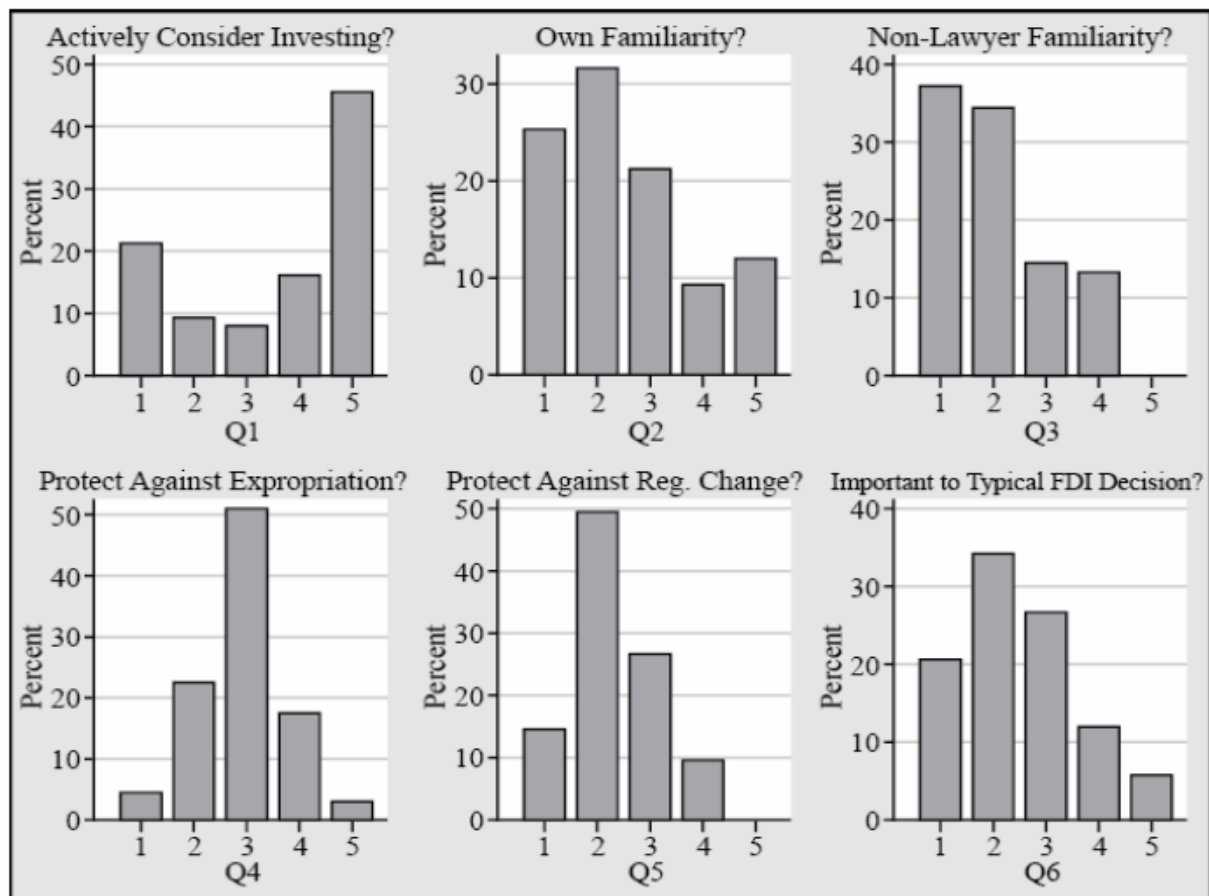 Actively Consider Investing?
50
40
30
20
10
0
Percent
1 2 3 4 5
Q1
Own Familiarity?
30
20
10
0
Percent
1 2 3 4 5
Q2
Non-Lawyer Familiarity?
40
30
20
10
0
Percent
1 2 3 4 5
Q3
Protect Against Expropriation?
50
40
30
20
10
0
Percent
1 2 3 4 5
Q4
Protect Against Reg. Change?
50
40
30
20
10
0
Percent
1 2 3 4 5
Q5
Important to Typical FDI Decision?
40
30
20
10
0
Percent
1 2 3 4 5
Q6